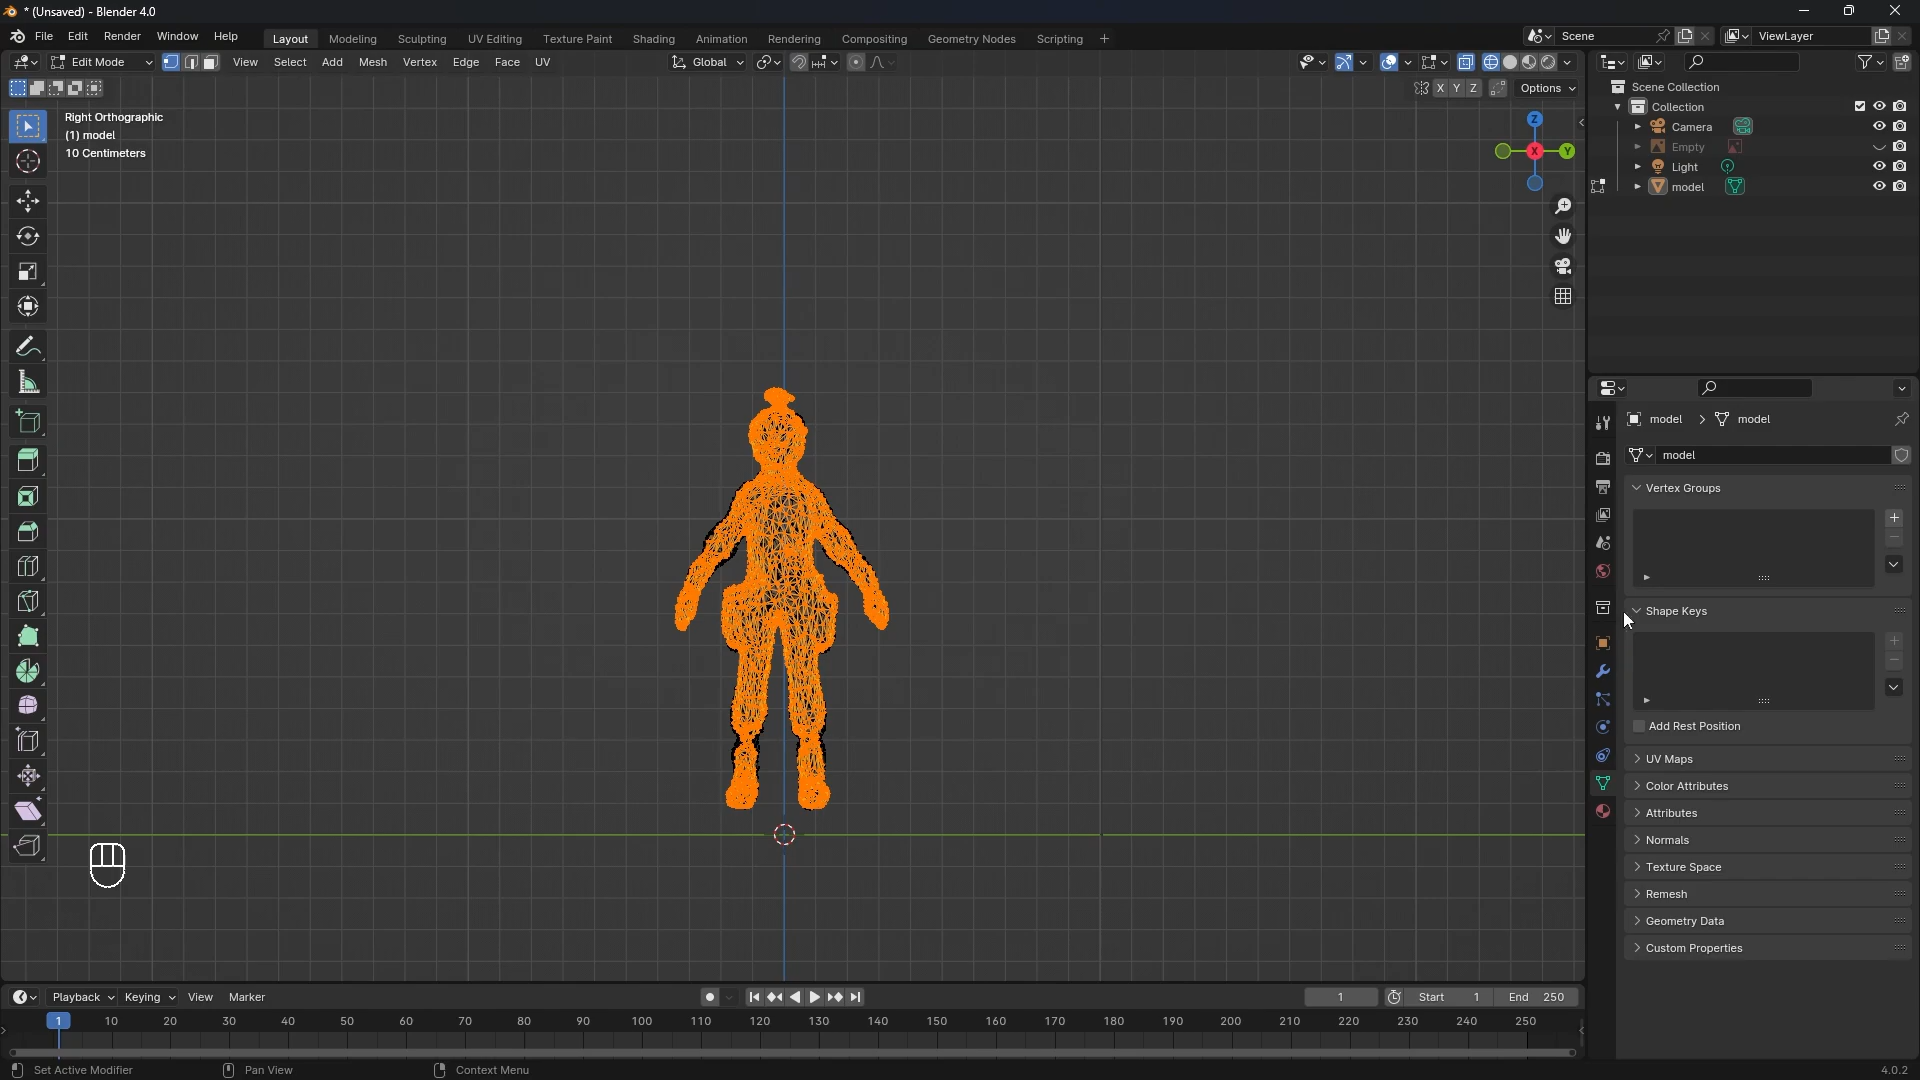 * (Unsaved) - Blender 4.0
File Edit Render Window Help Layout Modeling Sculpting UV Editing Texture Paint Shading Animation Rendering Compositing Geometry Nodes Scripting + Scene ViewLayer
Edit Mode View Select Add Mesh Vertex Edge Face UV Global
X Y Z Options
Right Orthographic
(1) model
10 Centimeters
Z
X
Y
Scene Collection
Collection
Camera
Empty
Light
model
model > model
model
Vertex Groups
Shape Keys
Add Rest Position
UV Maps
Color Attributes
Attributes
Normals
Texture Space
Remesh
Geometry Data
Custom Properties
Playback Keying View Marker 1 Start 1 End 250
1 10 20 30 40 50 60 70 80 90 100 110 120 130 140 150 160 170 180 190 200 210 220 230 240 250
Set Active Modifier Pan View Context Menu 4.0.2